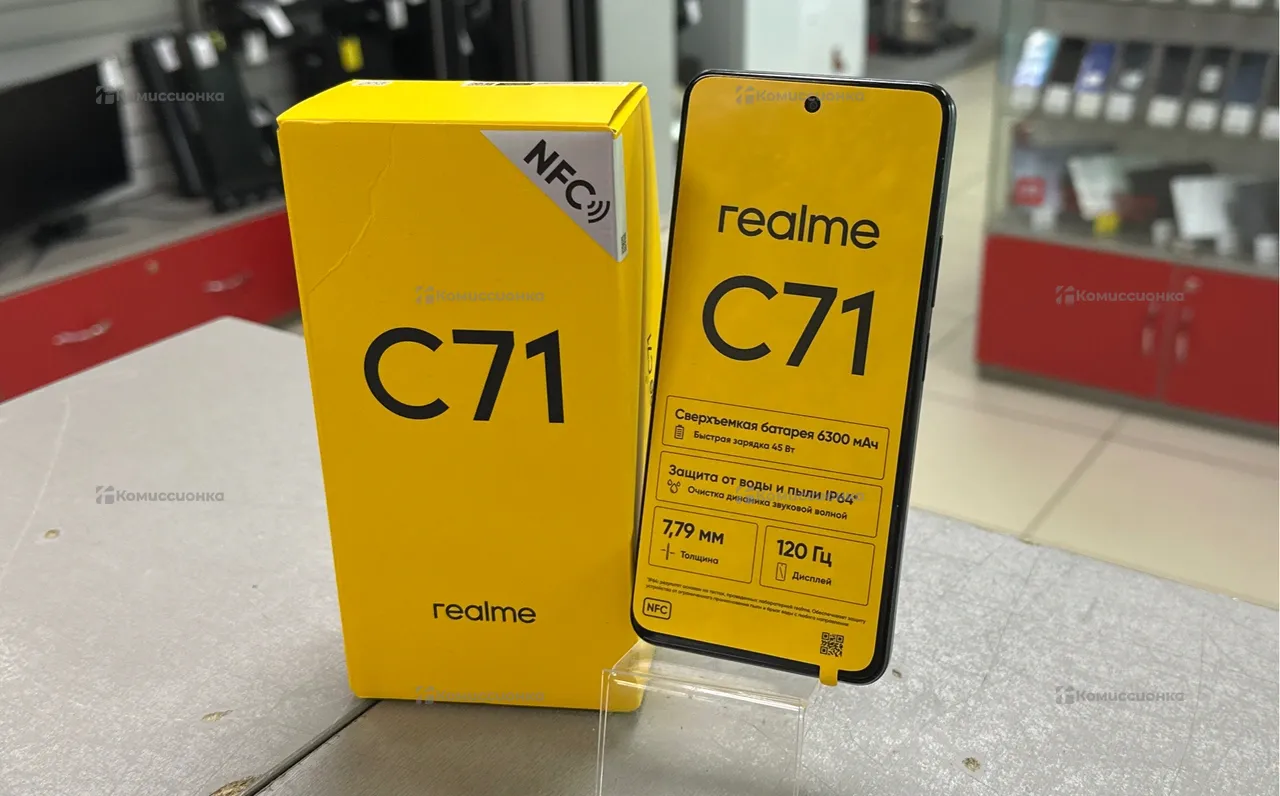 NFC
C71
realme
realme
C71
Сверхъемкая батарея 6300 мАч
Быстрая зарядка 45 Вт
Защита от воды и пыли IP64*
Очистка динамика звуковой волной
7,79 мм
Толщина
120 Гц
Дисплей
NFC
Комиссионка
Комиссионка
Комиссионка
Комиссионка
Комиссионка
Комиссионка
Комиссионка
Комиссионка